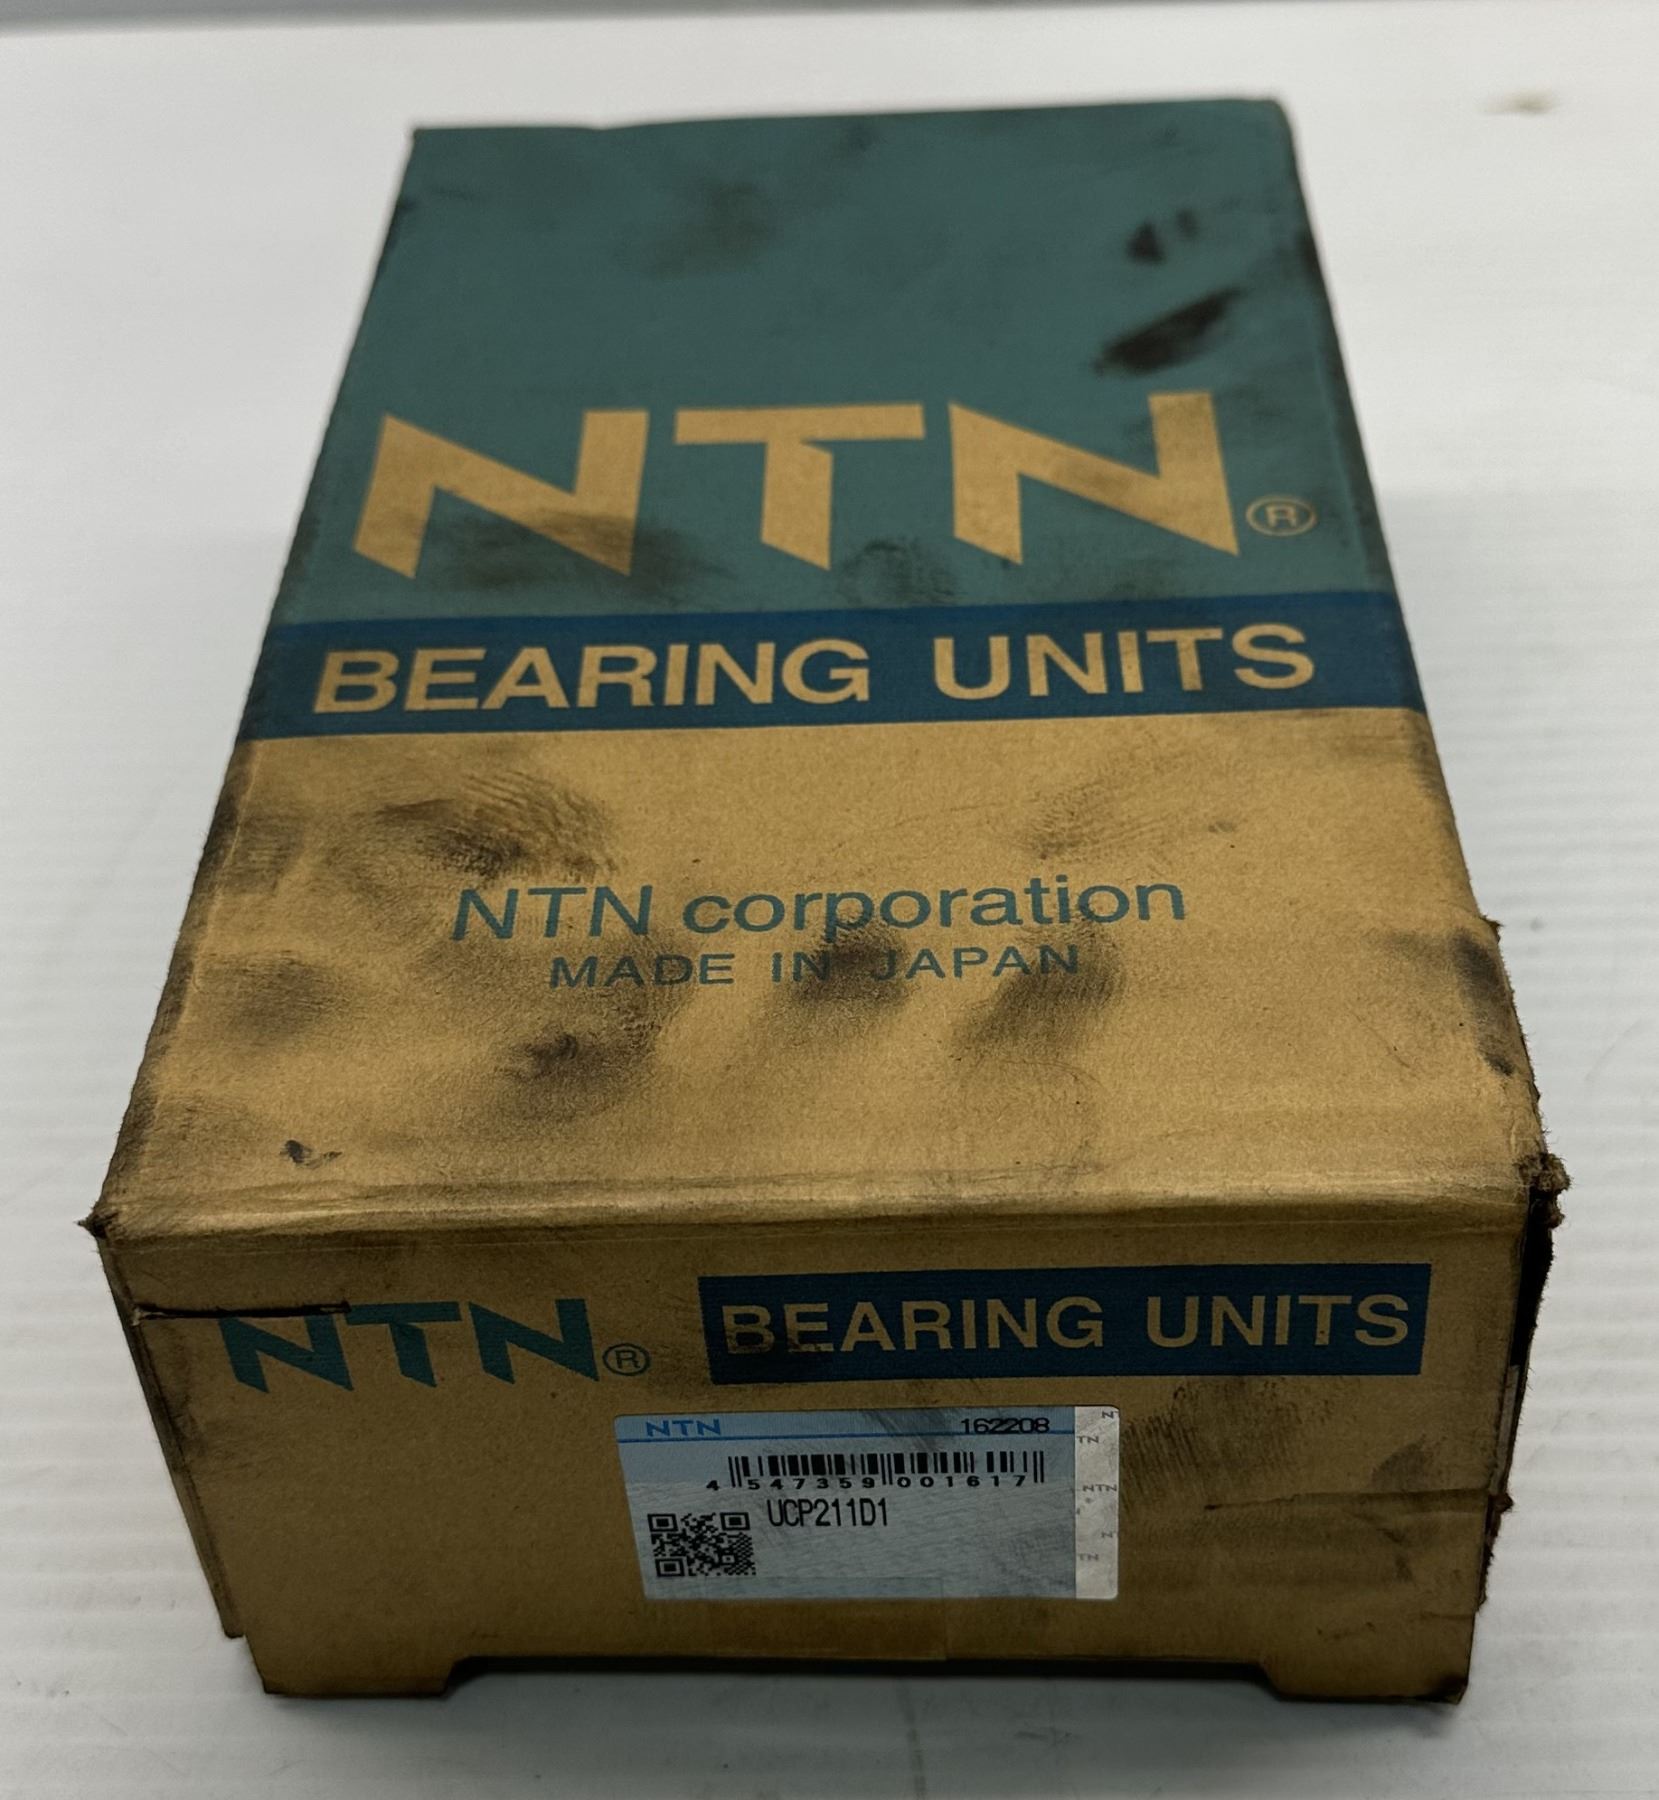 NTN®
BEARING UNITS
NTN corporation
MADE IN JAPAN
NTN® BEARING UNITS
NTN 162208
4 547359 001617
UCP211D1